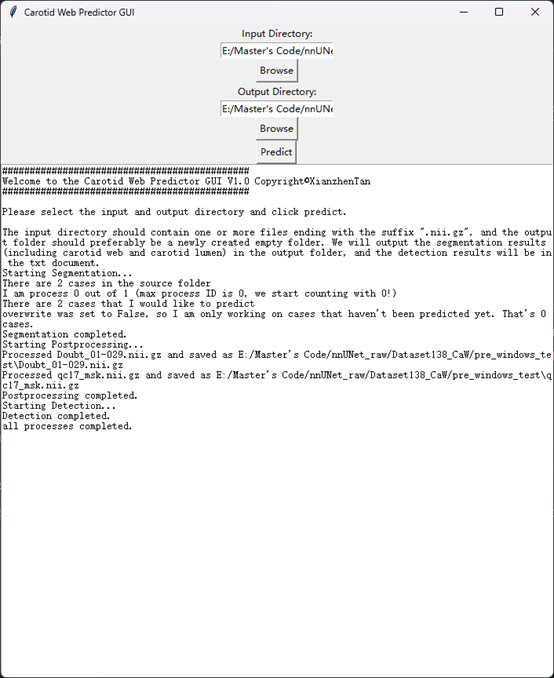 Carotid Web Predictor GUI
Input Directory:
E:/Master's Code/nnUNe
Browse
Output Directory:
E:/Master's Code/nnUNe
Browse
Predict
##############################################
Welcome to the Carotid Web Predictor GUI V1.0 Copyright©XianzhenTan
##############################################
Please select the input and output directory and click predict.
The input directory should contain one or more files ending with the suffix ".nii.gz", and the outpu
t folder should preferably be a newly created empty folder. We will output the segmentation results
(including carotid web and carotid lumen) in the output folder, and the detection results will be in
the txt document.
Starting Segmentation...
There are 2 cases in the source folder
I am process 0 out of 1 (max process ID is 0, we start counting with 0!)
There are 2 cases that I would like to predict
overwrite was set to False, so I am only working on cases that haven't been predicted yet. That's 0
cases.
Segmentation completed.
Starting Postprocessing...
Processed Doubt_01-029.nii.gz and saved as E:/Master's Code/nnUNet_raw/Dataset138_CaW/pre_windows_te
st\Doubt_01-029.nii.gz
Processed qc17_msk.nii.gz and saved as E:/Master's Code/nnUNet_raw/Dataset138_CaW/pre_windows_test\q
c17_msk.nii.gz
Postprocessing completed.
Starting Detection...
Detection completed.
all processes completed.